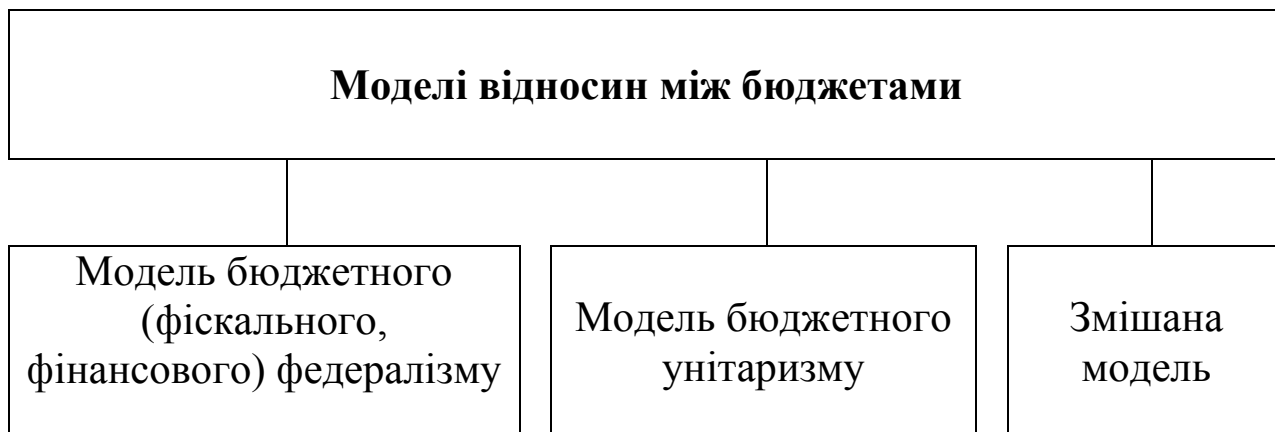 Моделі відносин між бюджетами
Модель бюджетного
(фіскального,
фінансового) федералізму
Модель бюджетного
унітаризму
Змішана
модель